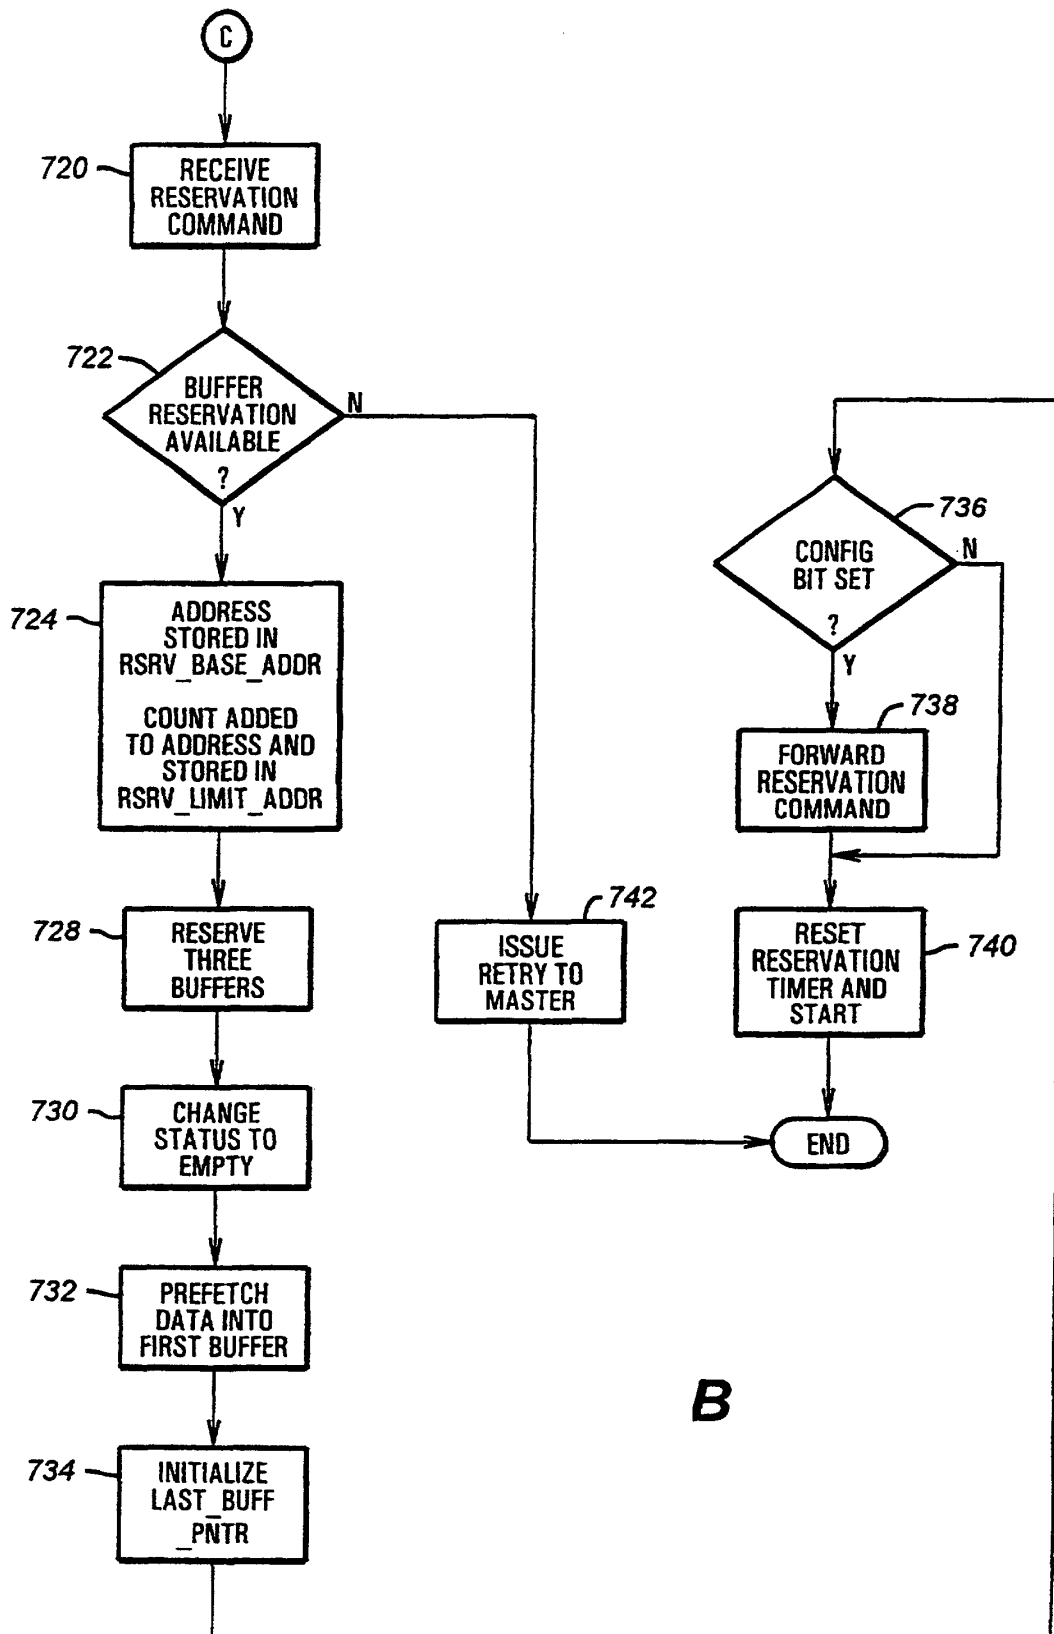 C
720
RECEIVE
RESERVATION
COMMAND
722
BUFFER
RESERVATION
AVAILABLE
?
N
Y
724
ADDRESS
STORED IN
RSRV_BASE_ADDR
COUNT ADDED
TO ADDRESS AND
STORED IN
RSRV_LIMIT_ADDR
728
RESERVE
THREE
BUFFERS
730
CHANGE
STATUS TO
EMPTY
732
PREFETCH
DATA INTO
FIRST BUFFER
734
INITIALIZE
LAST_BUFF
_PNTR
742
ISSUE
RETRY TO
MASTER
736
CONFIG
BIT SET
?
N
Y
738
FORWARD
RESERVATION
COMMAND
740
RESET
RESERVATION
TIMER AND
START
END
B